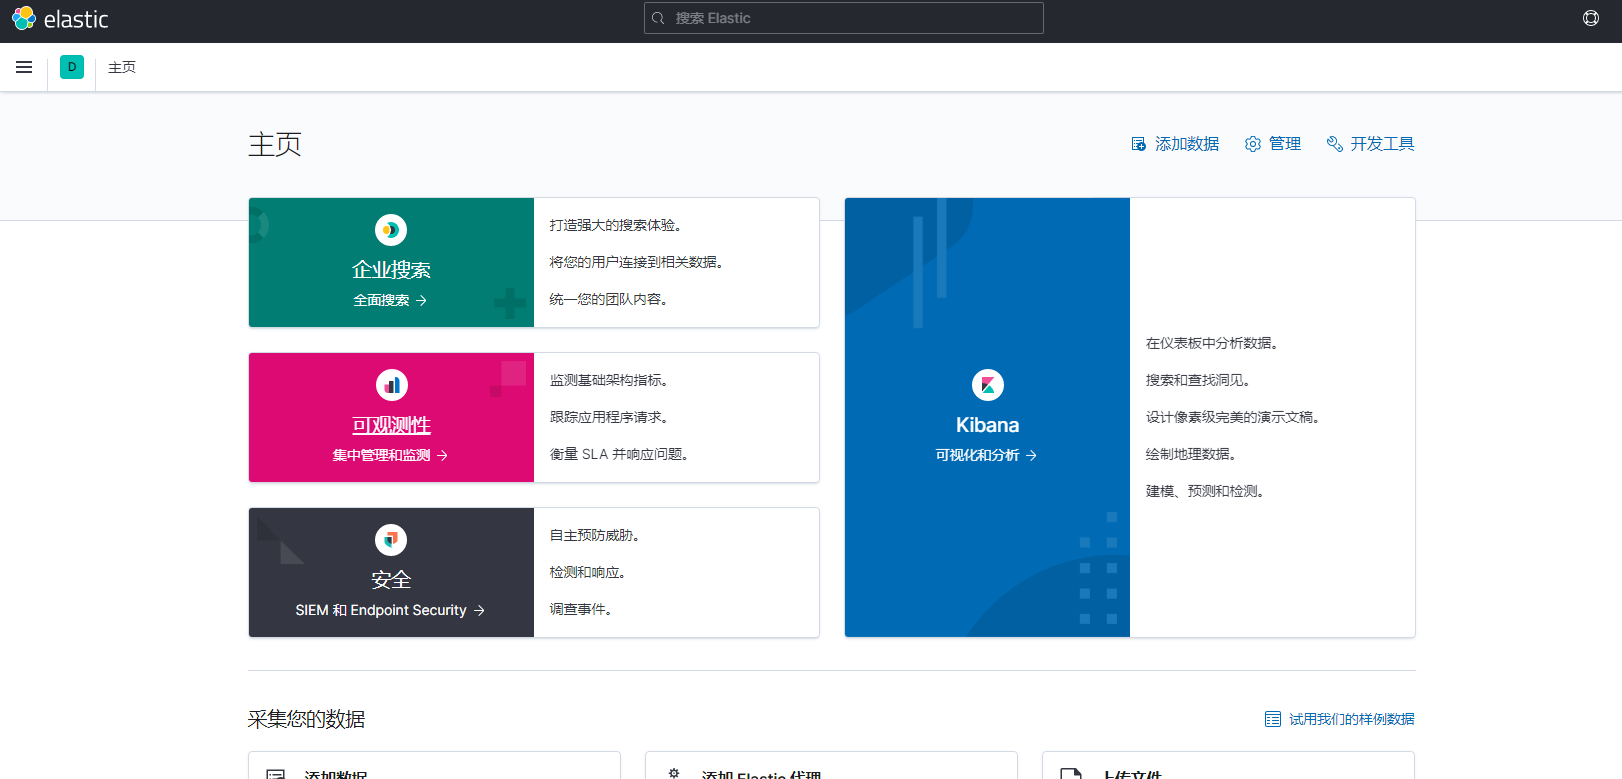 elastic
搜索 Elastic
D
主页
主页
添加数据
管理
开发工具
企业搜索
全面搜索 →
打造强大的搜索体验。
将您的用户连接到相关数据。
统一您的团队内容。
可观测性
集中管理和监测 →
监测基础架构指标。
跟踪应用程序请求。
衡量 SLA 并响应问题。
安全
SIEM 和 Endpoint Security →
自主预防威胁。
检测和响应。
调查事件。
Kibana
可视化和分析 →
在仪表板中分析数据。
搜索和查找洞见。
设计像素级完美的演示文稿。
绘制地理数据。
建模、预测和检测。
采集您的数据
试用我们的样例数据
添加数据
添加 Elastic 代理
上传文件